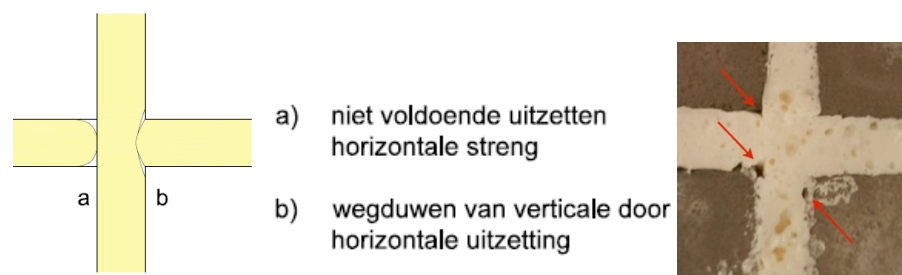 a
b
a) niet voldoende uitzetten
horizontale streng
b) wegduwen van verticale door
horizontale uitzetting